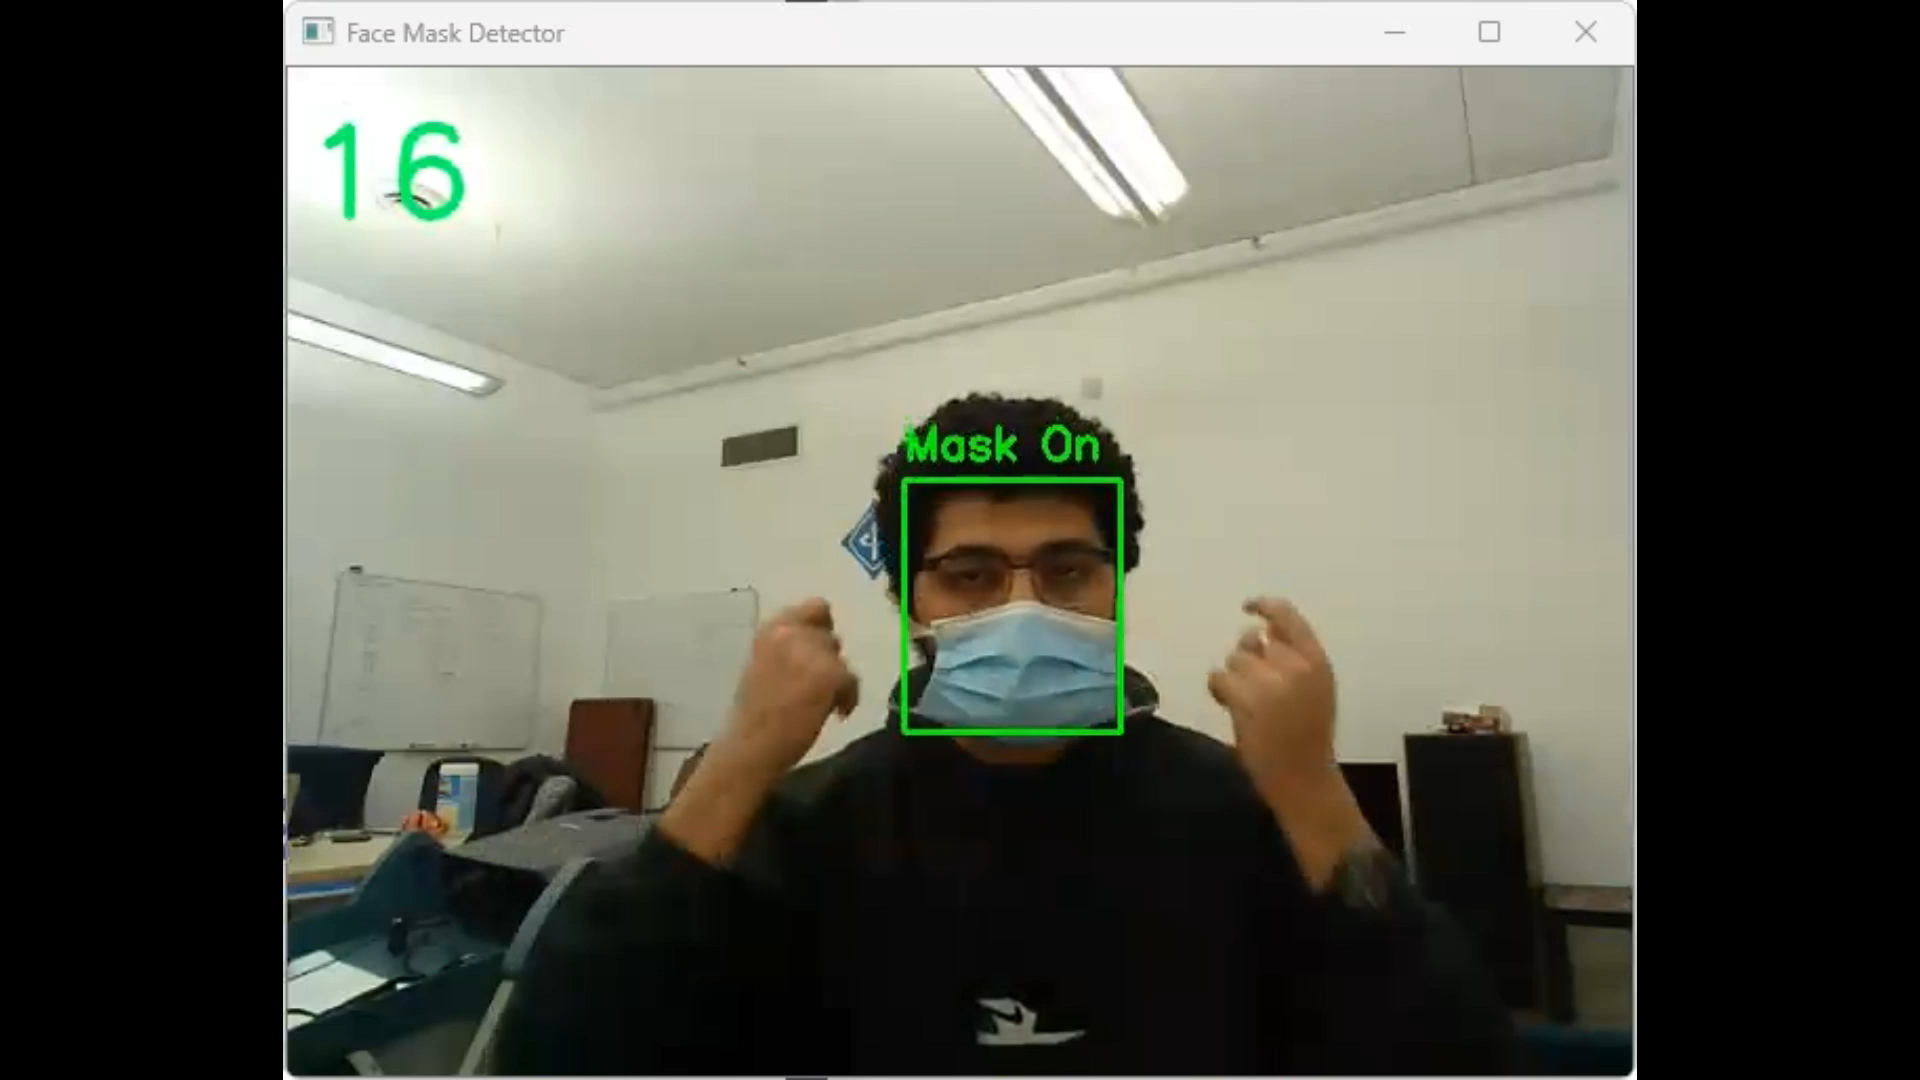 Face Mask Detector
16
Mask On